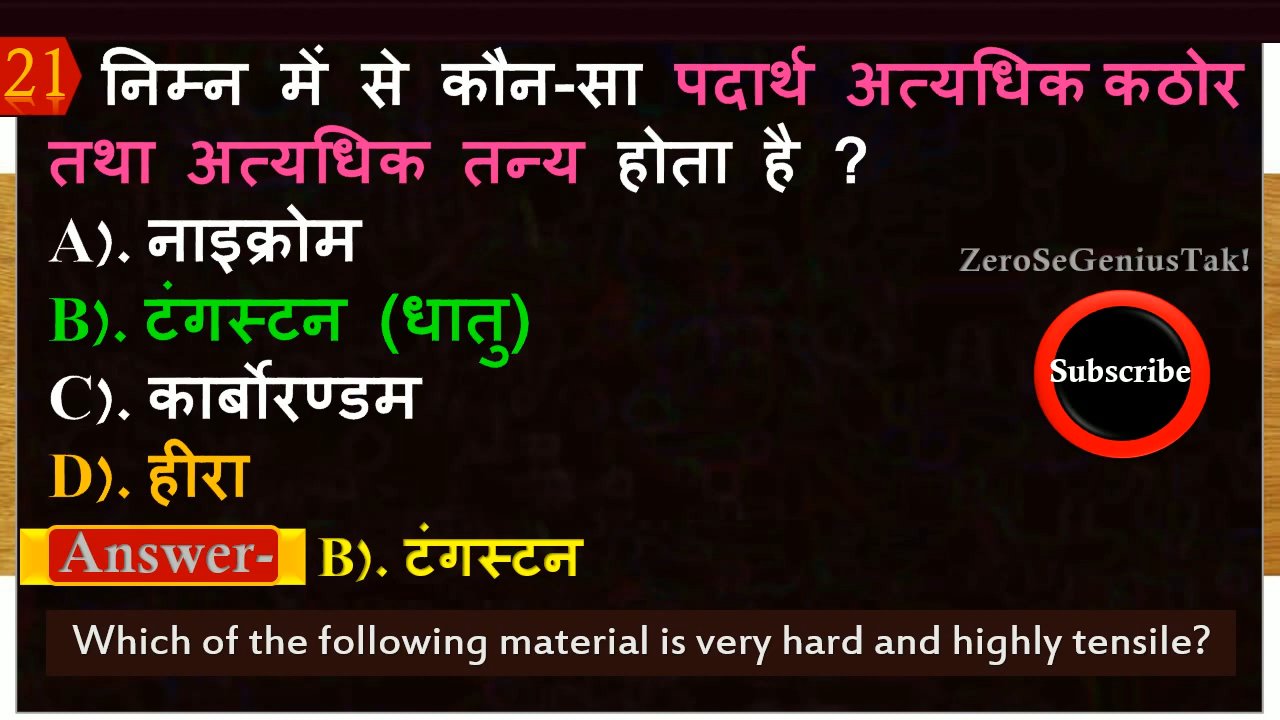 21
निम्न में से कौन-सा पदार्थ अत्यधिक कठोर
तथा अत्यधिक तन्य होता है ?
A). नाइक्रोम
ZeroSeGeniusTak!
B). टंगस्टन (धातु)
Subscribe
C). कार्बोरण्डम
D). हीरा
Answer- B). टंगस्टन
Which of the following material is very hard and highly tensile?